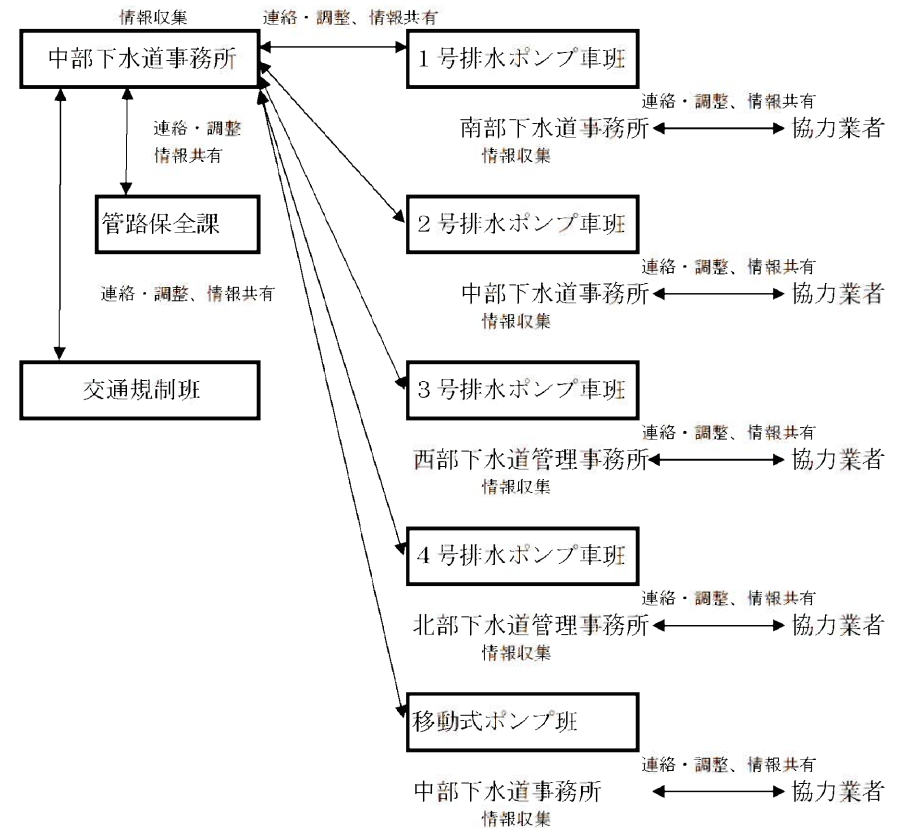 情報収集
連絡・調整、情報共有
中部下水道事務所
1号排水ポンプ車班
連絡・調整、情報共有
南部下水道事務所
協力業者
情報収集
連絡・調整
情報共有
管路保全課
2号排水ポンプ車班
連絡・調整、情報共有
中部下水道事務所
協力業者
情報収集
連絡・調整、情報共有
交通規制班
3号排水ポンプ車班
連絡・調整、情報共有
西部下水道管理事務所
協力業者
情報収集
4号排水ポンプ車班
連絡・調整、情報共有
北部下水道管理事務所
協力業者
情報収集
移動式ポンプ班
連絡・調整、情報共有
中部下水道事務所
協力業者
情報収集